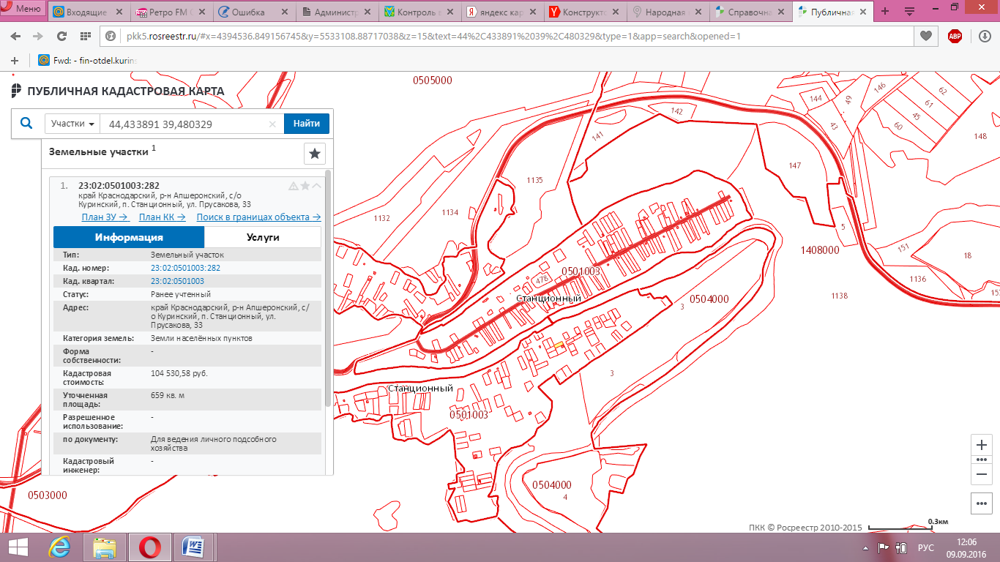 Меню
Входящие
Ретро FM С
Ошибка
Администр
Контроль е
яндекс кар
Конструкто
Народная
Справочна
Публичная
pkk5.rosreestr.ru/#x=4394536.849156745&y=5533108.88717038&z=15&text=44%2C433891%2039%2C480329&type=1&app=search&opened=1
ABP
Fwd: - fin-otdel.kurins
ПУБЛИЧНАЯ КАДАСТРОВАЯ КАРТА
Участки
44,433891 39,480329
Найти
Земельные участки 1
1. 23:02:0501003:282
край Краснодарский, р-н Апшеронский, с/о
Куринский, п. Станционный, ул. Прусакова, 33
План ЗУ → План КК → Поиск в границах объекта →
Информация Услуги
Тип: Земельный участок
Кад. номер: 23:02:0501003:282
Кад. квартал: 23:02:0501003
Статус: Ранее учтенный
Адрес: край Краснодарский, р-н Апшеронский, с/
о Куринский, п. Станционный, ул.
Прусакова, 33
Категория земель: Земли населённых пунктов
Форма
собственности: -
Кадастровая
стоимость: 104 530,58 руб.
Уточненная
площадь: 659 кв. м
Разрешенное
использование: -
по документу: Для ведения личного подсобного
хозяйства
Кадастровый
инженер: -
0505000
142
141
144
49
146
62
61
45
60
43
148
147
1135
1134
1132
5
151
18
1136
1138
1408000
478
0501003
Станционный
0504000
3
3
Станционный
0501003
0504000
4
0503000
ПКК © Росреестр 2010-2015
0.3км
РУС
12:06
09.09.2016